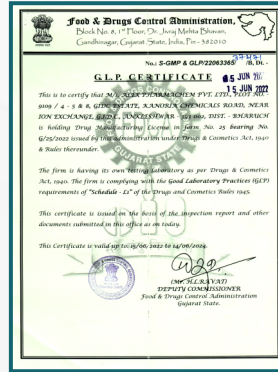 Food & Drugs Control Administration,
Block No. 8, 1st Floor, Dr. Jivraj Mehta Bhavan,
Gandhinagar, Gujarat State, India, Pin - 382010
No.: S-GMP & GLP/22063365/ /B, Dt. -
G.L.P. CERTIFICATE
15 JUN 2022
This is to certify that M/s. PHARMACHEM PVT. LTD., PLOT NO.-
9109 / 4 - 5 & 8, GIDC ESTATE, KANORIA CHEMICALS ROAD, NEAR
ION EXCHANGE, G.I.D.C., ANKLESHWAR - DIST. - BHARUCH
is holding Drug Manufacturing License in Form No. 25 bearing No.
G/25/2022 issued by this administration under Drugs & Cosmetics Act, 1940
& Rules thereunder.
The firm is having its own testing laboratory as per Drugs & Cosmetics
Act, 1940. The firm is complying with the Good Laboratory Practices (GLP)
requirements of "Schedule - L1" of the Drugs and Cosmetics Rules 1945.
This certificate is issued on the basis of the inspection report and other
documents submitted in this office as on today.
This Certificate is valid up to: 15/06/2022 to 14/06/2024.
(Mr. H.L.RAVAT)
DEPUTY COMMISSIONER
Food & Drugs Control Administration
Gujarat State.